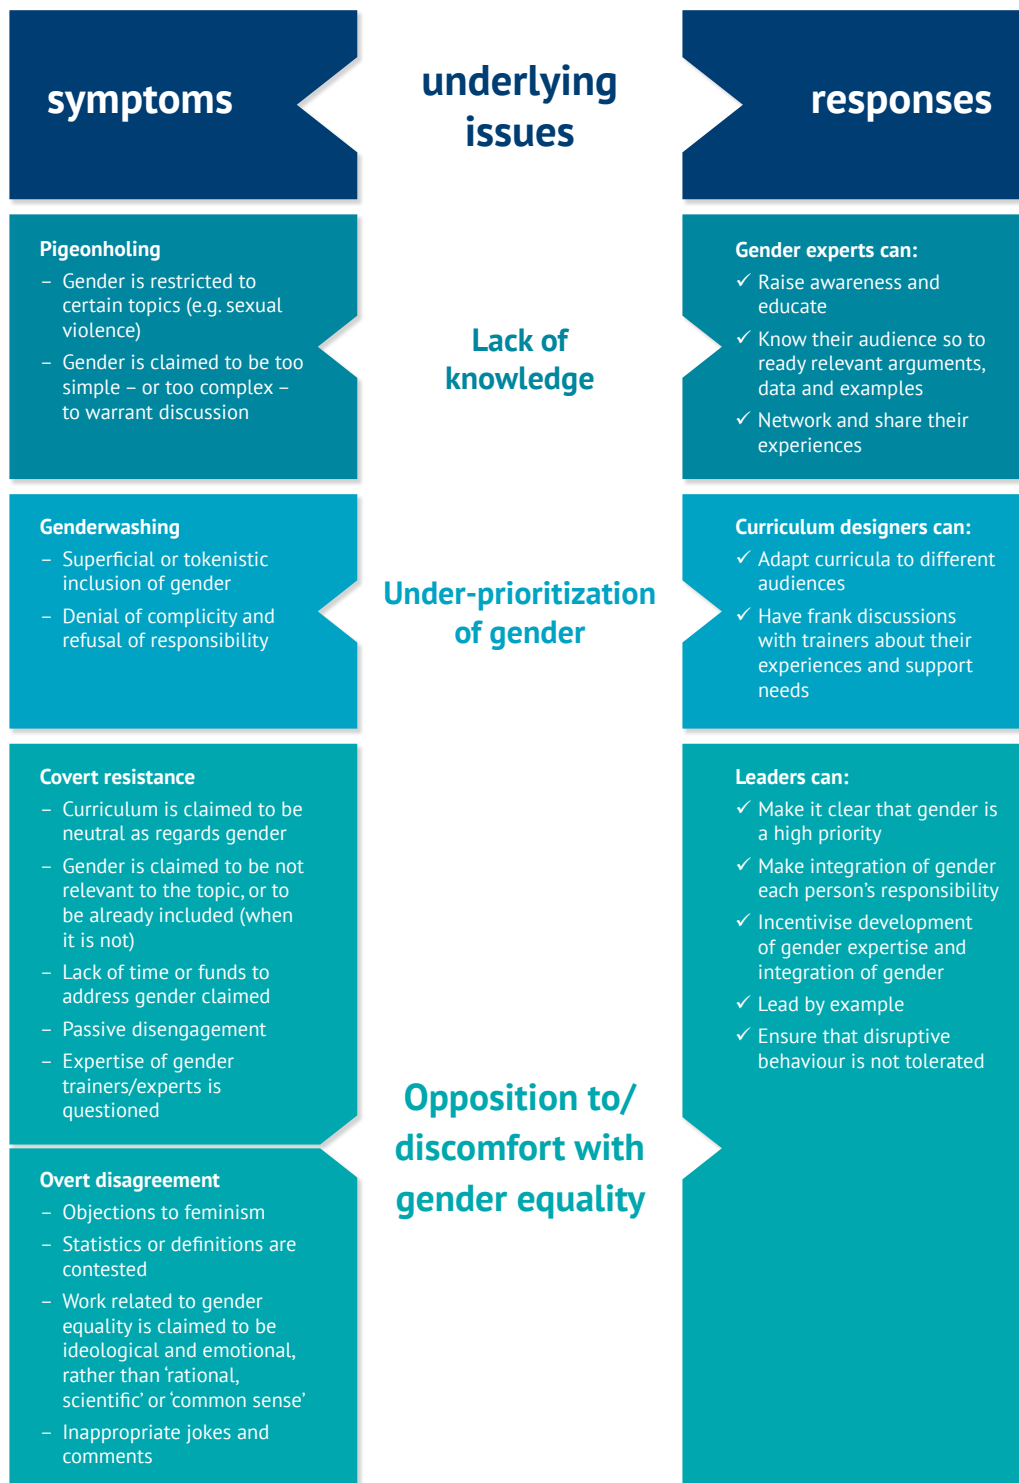 symptoms
underlying
issues
responses
Pigeonholing
– Gender is restricted to
certain topics (e.g. sexual
violence)
– Gender is claimed to be too
simple – or too complex –
to warrant discussion
Lack of
knowledge
Gender experts can:
✓ Raise awareness and
educate
✓ Know their audience so to
ready relevant arguments,
data and examples
✓ Network and share their
experiences
Genderwashing
– Superficial or tokenistic
inclusion of gender
– Denial of complicity and
refusal of responsibility
Under-prioritization
of gender
Curriculum designers can:
✓ Adapt curricula to different
audiences
✓ Have frank discussions
with trainers about their
experiences and support
needs
Covert resistance
– Curriculum is claimed to be
neutral as regards gender
– Gender is claimed to be not
relevant to the topic, or to
be already included (when
it is not)
– Lack of time or funds to
address gender claimed
– Passive disengagement
– Expertise of gender
trainers/experts is
questioned
Overt disagreement
– Objections to feminism
– Statistics or definitions are
contested
– Work related to gender
equality is claimed to be
ideological and emotional,
rather than ‘rational,
scientific’ or ‘common sense’
– Inappropriate jokes and
comments
Opposition to/
discomfort with
gender equality
Leaders can:
✓ Make it clear that gender is
a high priority
✓ Make integration of gender
each person’s responsibility
✓ Incentivise development
of gender expertise and
integration of gender
✓ Lead by example
✓ Ensure that disruptive
behaviour is not tolerated